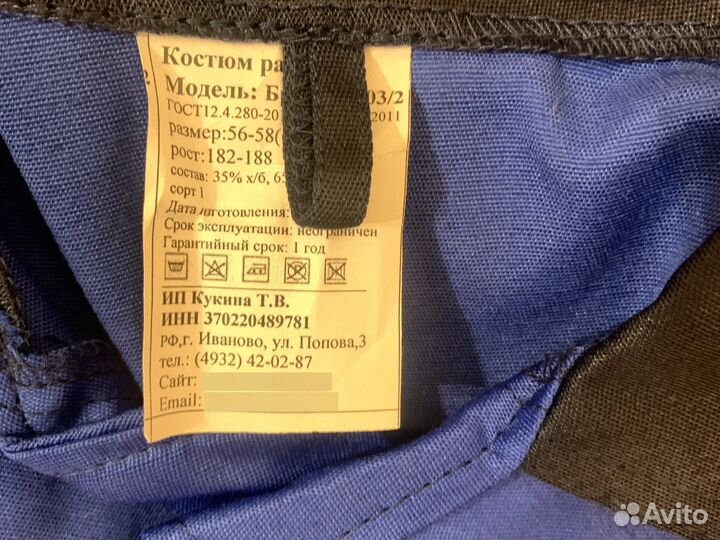 Костюм
Модель: 03/2
ГОСТ12.4.280-20 2011
размер:56-58(
рост:182-188
состав: 35% х/б,
сорт 1
Дата изготовления:
Срок эксплуатации: неограничен
Гарантийный срок: 1 год
ИП Кукина Т.В.
ИНН 370220489781
РФ,г. Иваново, ул. Попова,3
тел.: (4932) 42-02-87
Сайт:
Email:
Avito